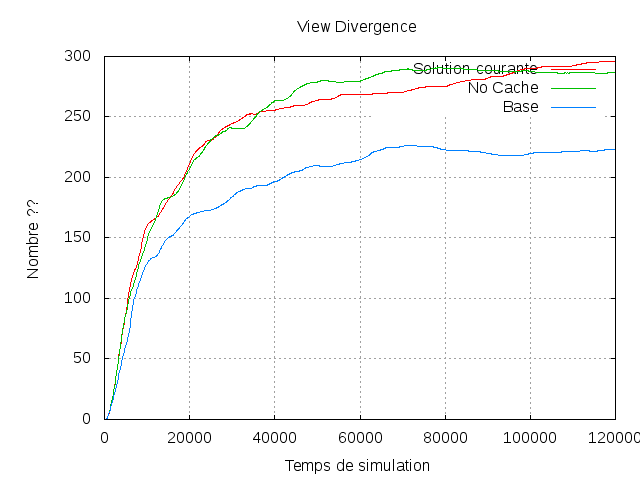 View Divergence
300
250
200
150
100
50
0
Nombre ??
Solution courante
No Cache
Base
0 20000 40000 60000 80000 100000 120000
Temps de simulation